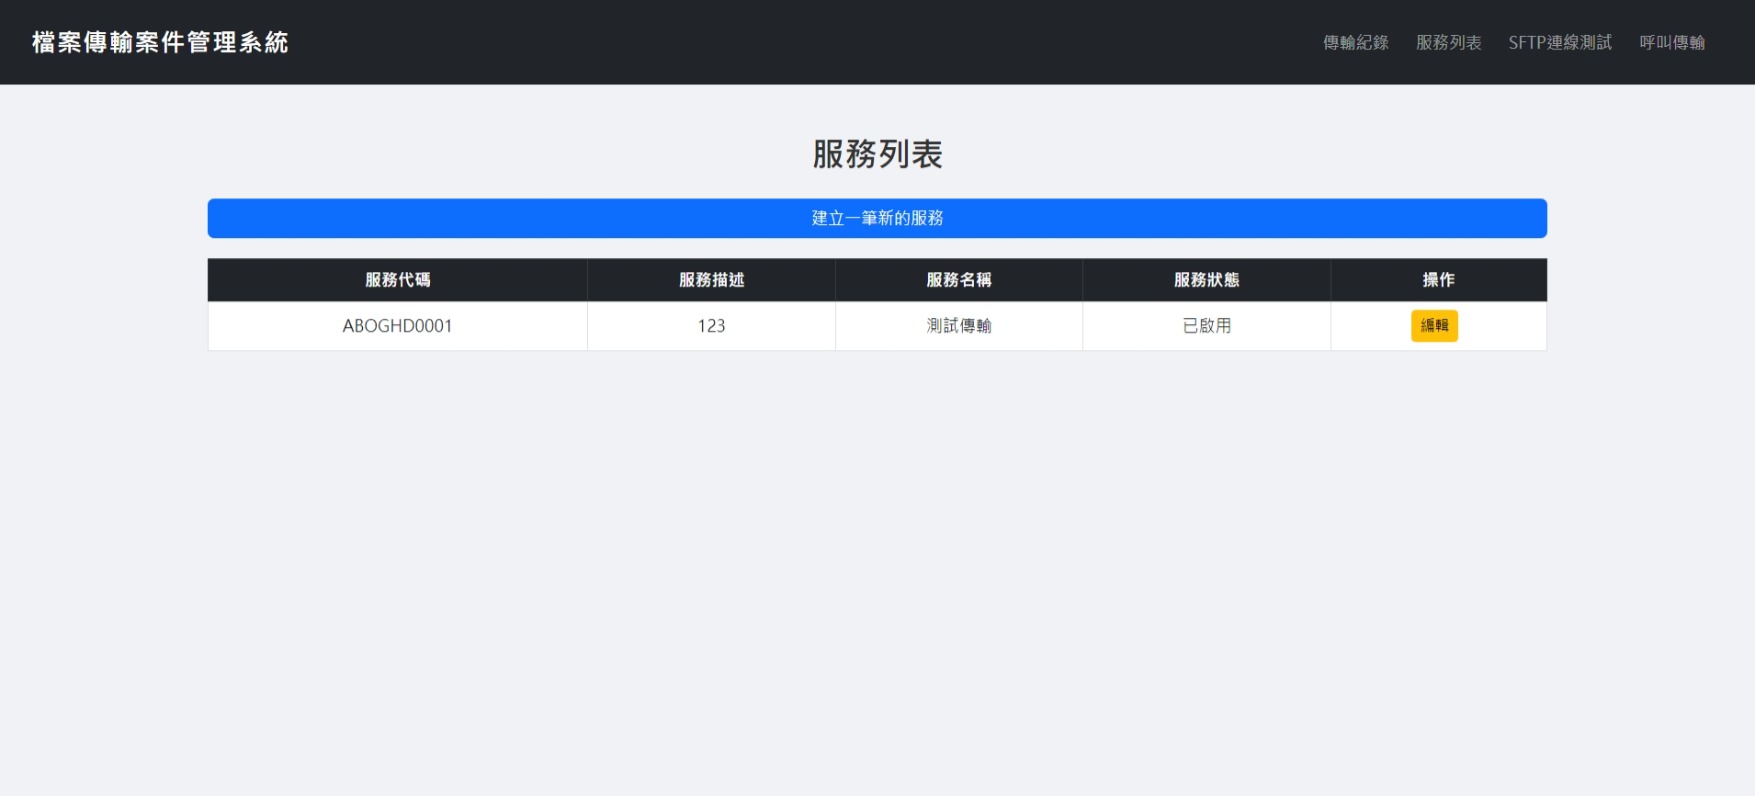 檔案傳輸案件管理系統
傳輸紀錄 服務列表 SFTP連線測試 呼叫傳輸
服務列表
建立一筆新的服務
服務代碼 服務描述 服務名稱 服務狀態 操作
ABOGHD0001 123 測試傳輸 已啟用 編輯